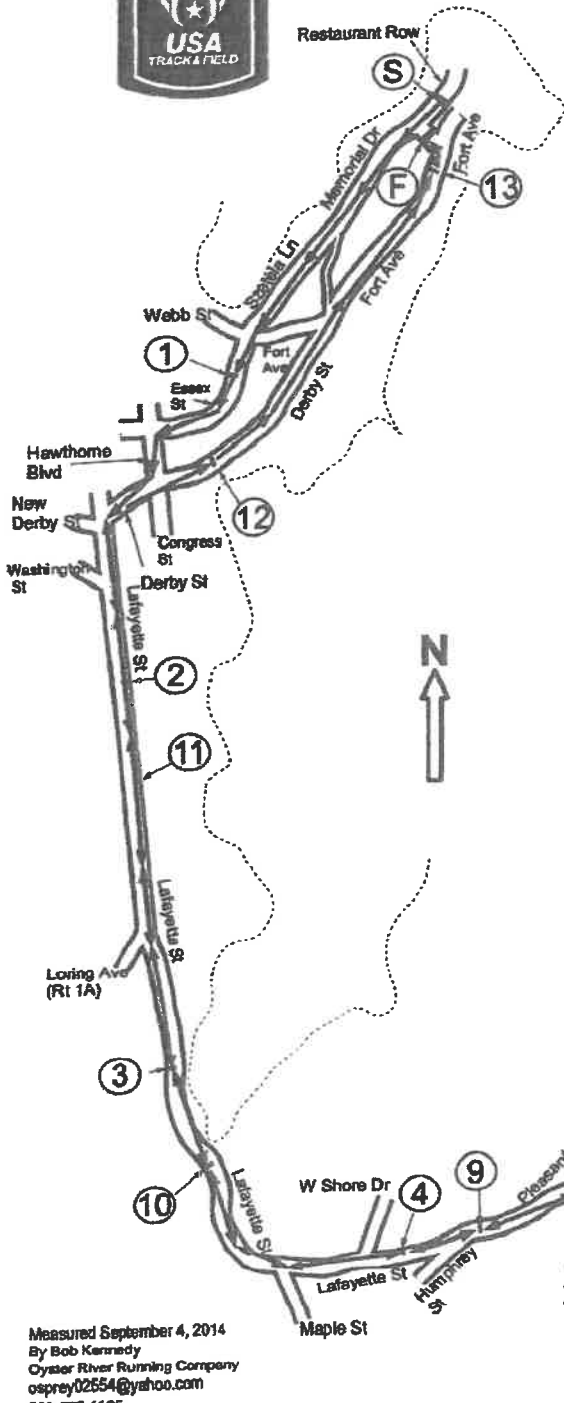 USA
TRACK & FIELD
Restaurant Row
S
Memorial Dr
Fort Ave
F
13
Szetela Ln
Fort Ave
Webb St
1
Fort
Ave
Essex
St
Derby St
Hawthorne
Blvd
12
New
Derby St
Congress
St
Washington
St
Derby St
Lafayette St
2
N
11
Lafayette St
Loring Ave
(Rt 1A)
3
10
Lafayette St
W Shore Dr
4
9
Pleasant
Lafayette St
Humphrey
St
Maple St
Measured September 4, 2014
By Bob Kennedy
Oyster River Running Company
osprey02554@yahoo.com